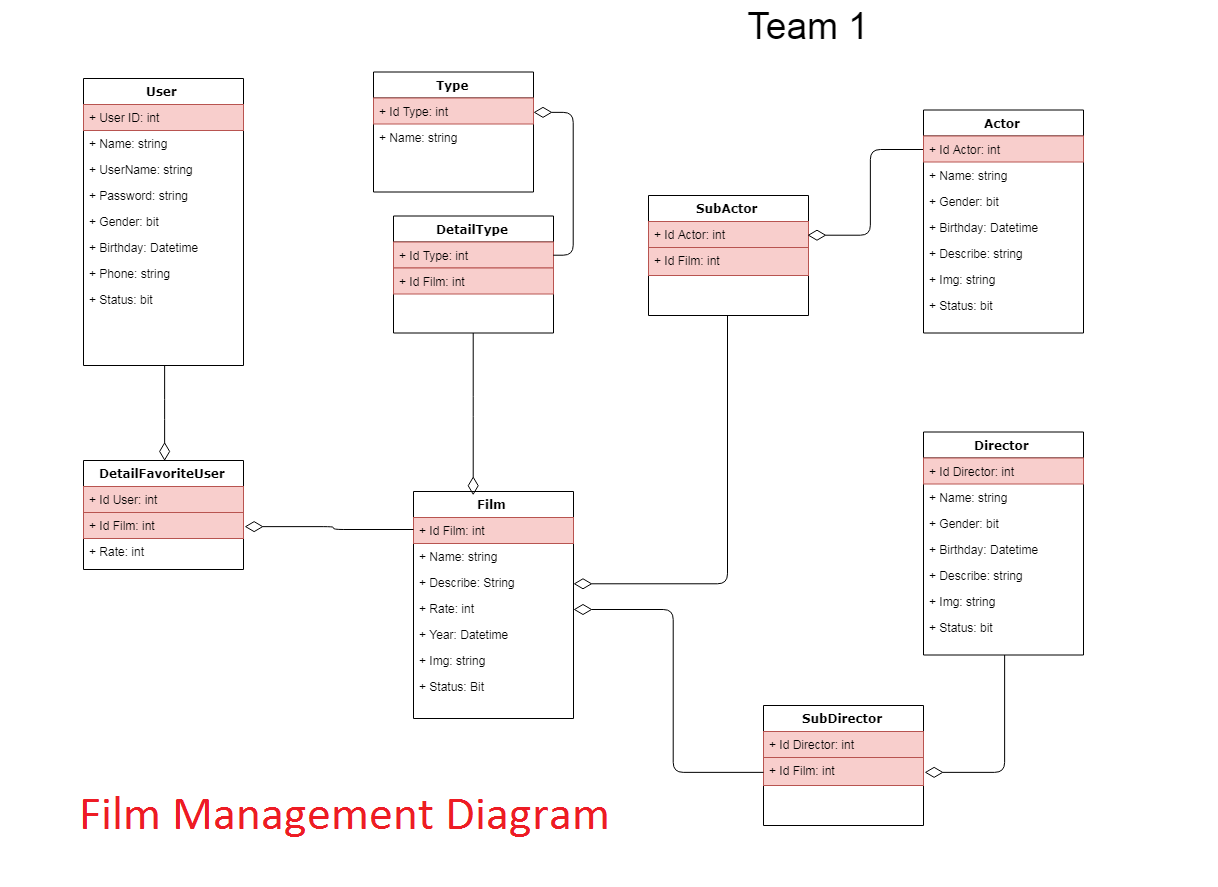 Team 1
User
+ User ID: int
+ Name: string
+ UserName: string
+ Password: string
+ Gender: bit
+ Birthday: Datetime
+ Phone: string
+ Status: bit
Type
+ Id Type: int
+ Name: string
DetailType
+ Id Type: int
+ Id Film: int
SubActor
+ Id Actor: int
+ Id Film: int
Actor
+ Id Actor: int
+ Name: string
+ Gender: bit
+ Birthday: Datetime
+ Describe: string
+ Img: string
+ Status: bit
DetailFavoriteUser
+ Id User: int
+ Id Film: int
+ Rate: int
Film
+ Id Film: int
+ Name: string
+ Describe: String
+ Rate: int
+ Year: Datetime
+ Img: string
+ Status: Bit
Director
+ Id Director: int
+ Name: string
+ Gender: bit
+ Birthday: Datetime
+ Describe: string
+ Img: string
+ Status: bit
SubDirector
+ Id Director: int
+ Id Film: int
Film Management Diagram